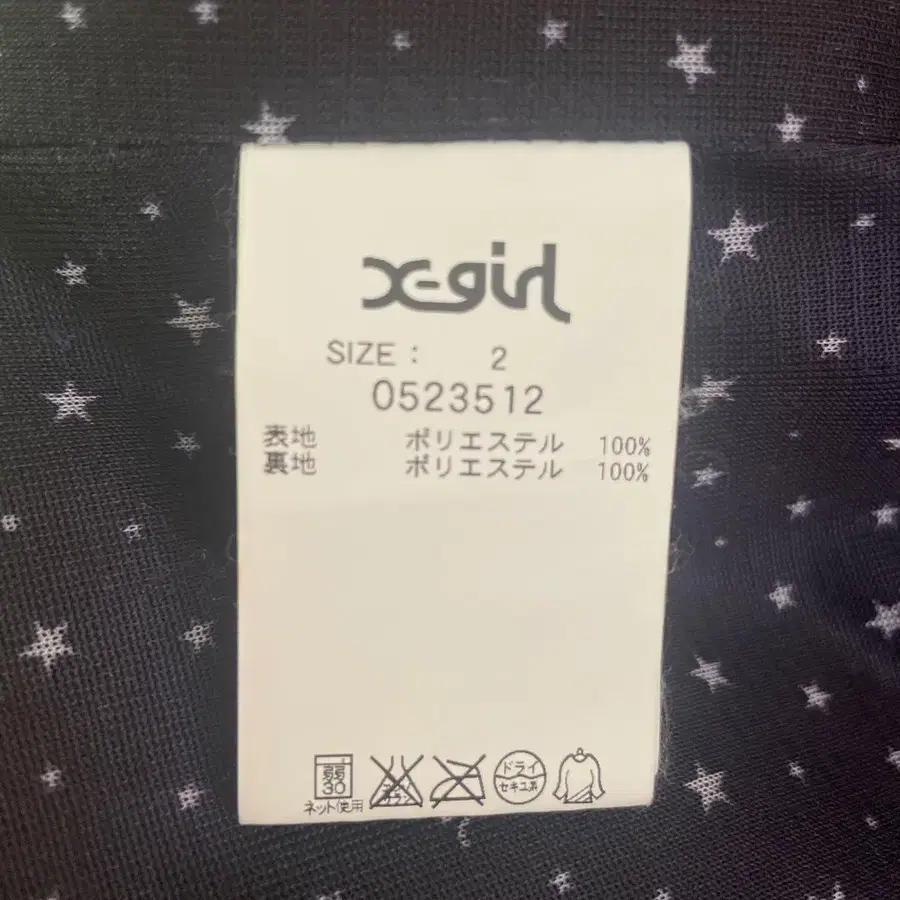 X-girl
SIZE : 2
0523512
表地 ポリエステル 100%
裏地 ポリエステル 100%
弱
30
ネット使用
ドライ
セキユ系